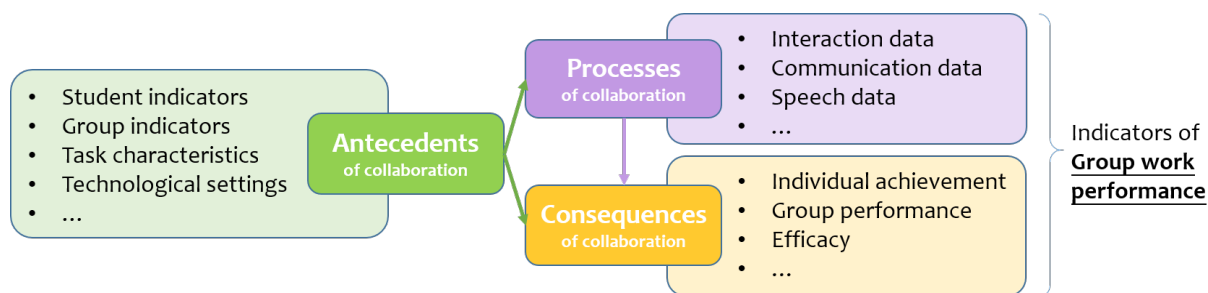 • Student indicators
• Group indicators
• Task characteristics
• Technological settings
• ...
Antecedents
of collaboration
Processes
of collaboration
• Interaction data
• Communication data
• Speech data
• ...
Consequences
of collaboration
• Individual achievement
• Group performance
• Efficacy
• ...
Indicators of
Group work
performance